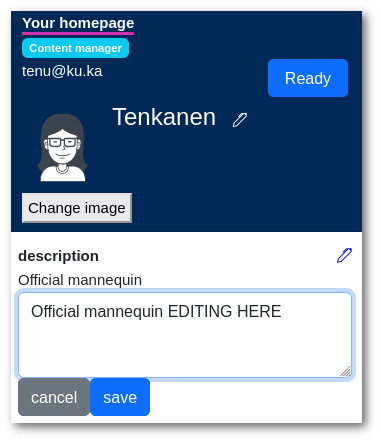 Your homepage
Content manager
tenu@ku.ka
Ready
Tenkanen
Change image
description
Official mannequin
Official mannequin EDITING HERE
cancel save